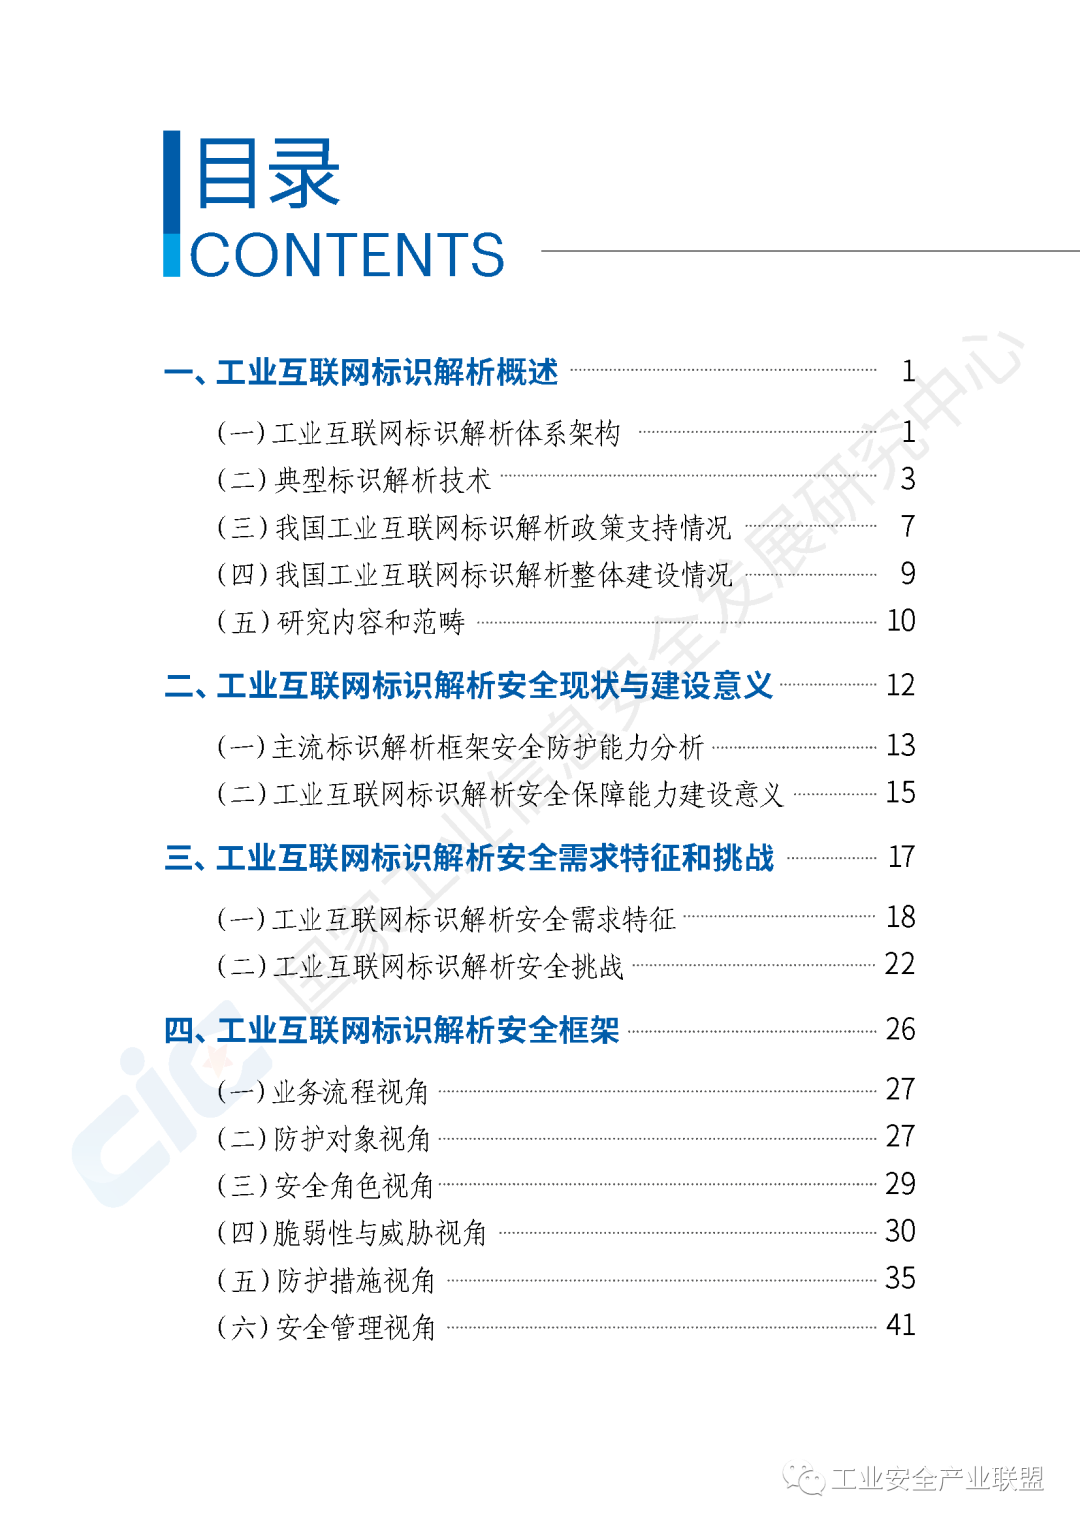 目录
CONTENTS
一、工业互联网标识解析概述 1
（一）工业互联网标识解析体系架构 1
（二）典型标识解析技术 3
（三）我国工业互联网标识解析政策支持情况 7
（四）我国工业互联网标识解析整体建设情况 9
（五）研究内容和范畴 10
二、工业互联网标识解析安全现状与建设意义 12
（一）主流标识解析框架安全防护能力分析 13
（二）工业互联网标识解析安全保障能力建设意义 15
三、工业互联网标识解析安全需求特征和挑战 17
（一）工业互联网标识解析安全需求特征 18
（二）工业互联网标识解析安全挑战 22
四、工业互联网标识解析安全框架 26
（一）业务流程视角 27
（二）防护对象视角 27
（三）安全角色视角 29
（四）脆弱性与威胁视角 30
（五）防护措施视角 35
（六）安全管理视角 41
cic 国家工业信息安全发展研究中心
工业安全产业联盟